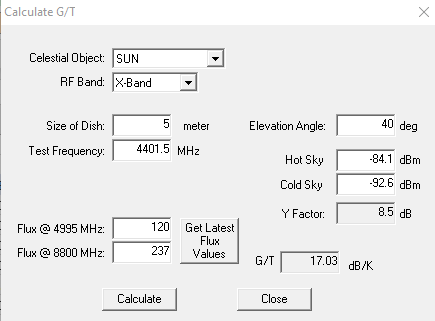 Calculate G/T
Celestial Object: SUN
RF Band: X-Band
Size of Dish: 5 meter
Elevation Angle: 40 deg
Test Frequency: 4401.5 MHz
Hot Sky -84.1 dBm
Cold Sky -92.6 dBm
Y Factor: 8.5 dB
Flux @ 4995 MHz: 120
Flux @ 8800 MHz: 237
Get Latest
Flux
Values
G/T 17.03 dB/K
Calculate Close